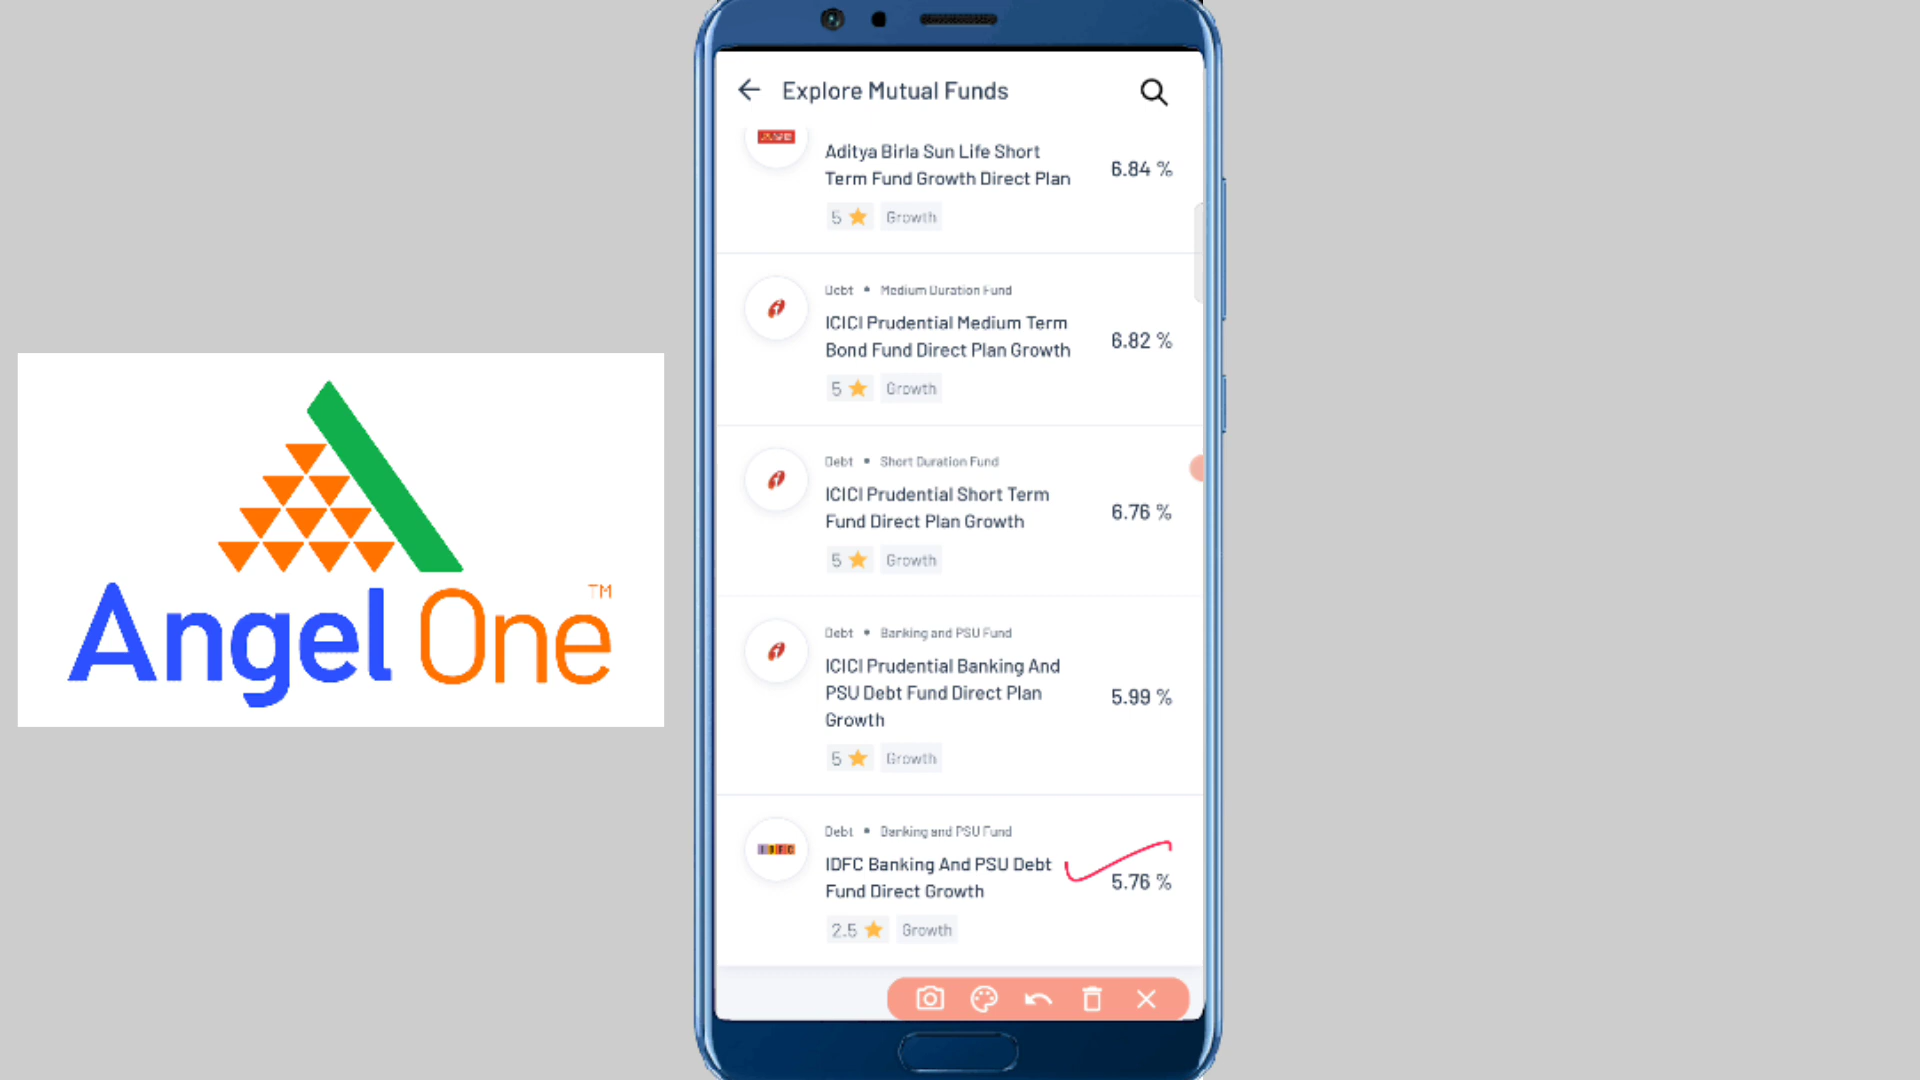 Explore Mutual Funds
Aditya Birla Sun Life Short
Term Fund Growth Direct Plan
6.84 %
5 Growth
Debt • Medium Duration Fund
ICICI Prudential Medium Term
Bond Fund Direct Plan Growth
6.82 %
5 Growth
Debt • Short Duration Fund
ICICI Prudential Short Term
Fund Direct Plan Growth
6.76 %
5 Growth
Debt • Banking and PSU Fund
ICICI Prudential Banking And
PSU Debt Fund Direct Plan
Growth
5.99 %
5 Growth
Debt • Banking and PSU Fund
IDFC
IDFC Banking And PSU Debt
Fund Direct Growth
5.76 %
2.5 Growth
Angel One ™